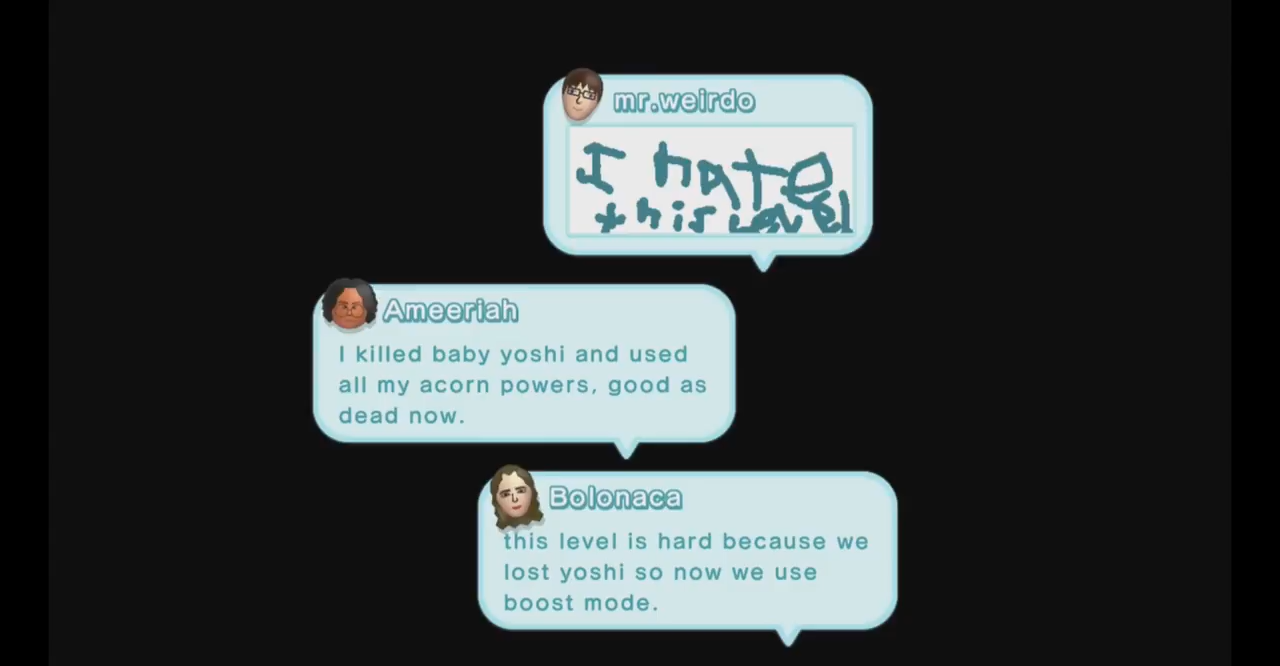 mr.weirdo
I hate
this level
Ameeriah
I killed baby yoshi and used
all my acorn powers, good as
dead now.
Bolonaca
this level is hard because we
lost yoshi so now we use
boost mode.